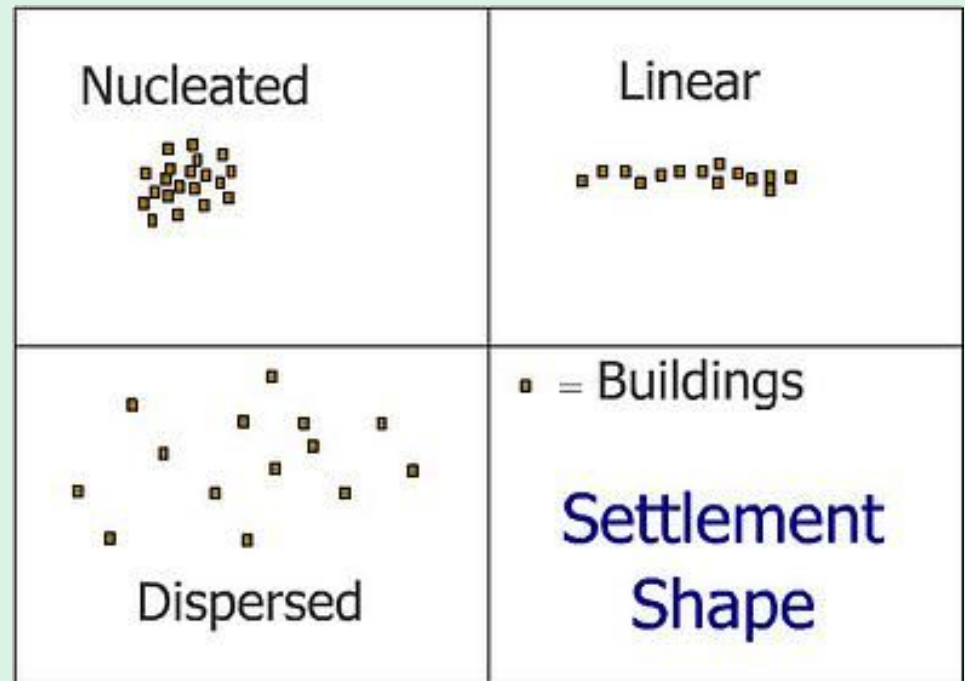 Nucleated
Linear
Dispersed
= Buildings
Settlement
Shape